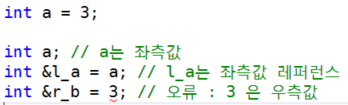 int a = 3;
int a; // a는 좌측값
int &l_a = a; // l_a는 좌측값 레퍼런스
int &r_b = 3; // 오류 : 3 은 우측값